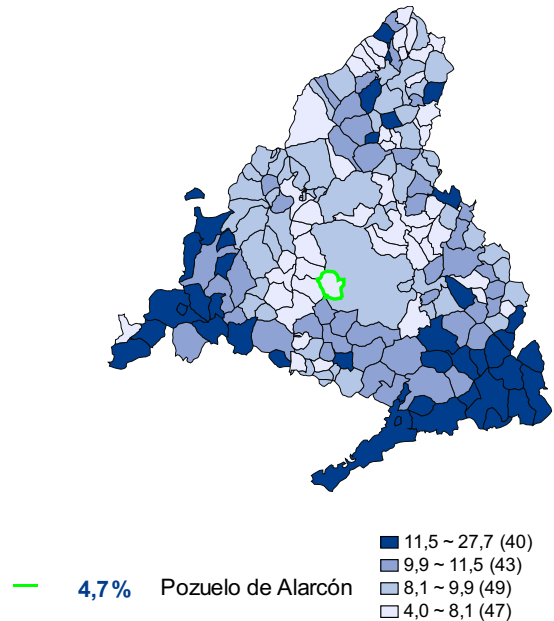 11,5 ~ 27,7 (40)
9,9 ~ 11,5 (43)
8,1 ~ 9,9 (49)
4,0 ~ 8,1 (47)
4,7% Pozuelo de Alarcón